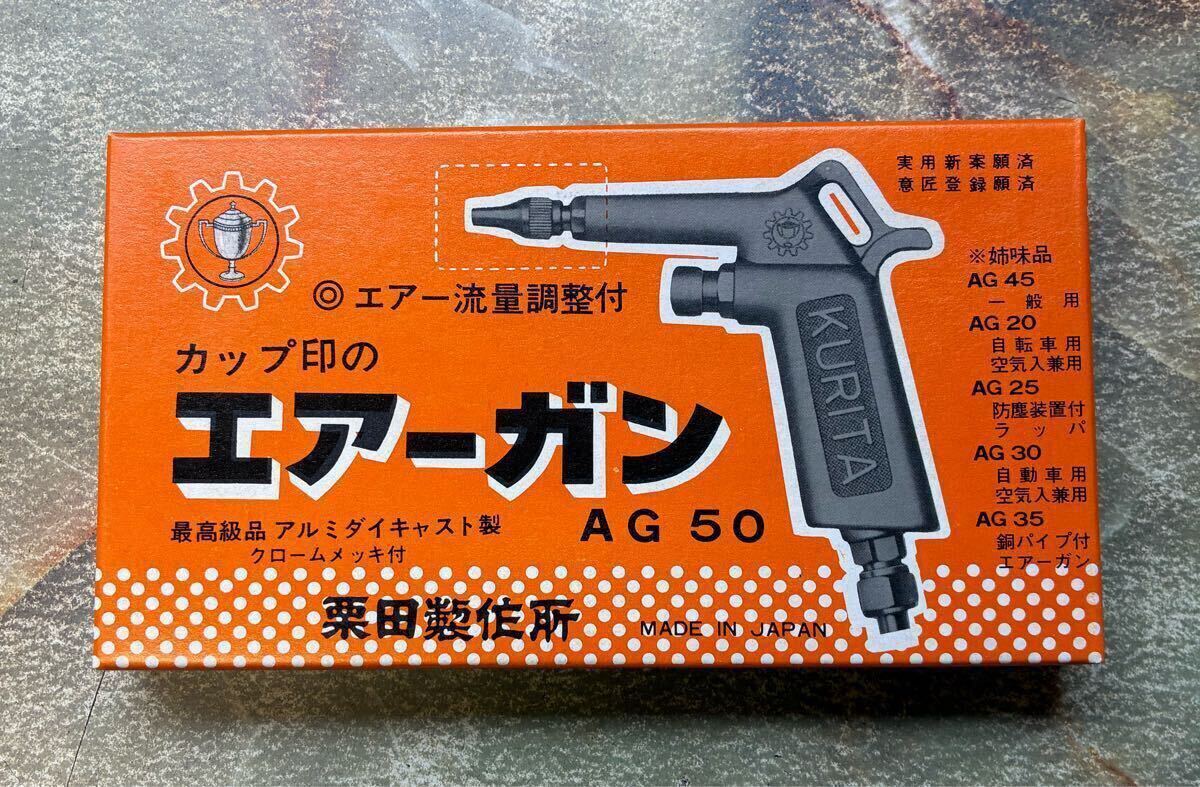 実用新案願済
意匠登録願済
◎エアー流量調整付
カップ印の
エアーガン
AG 50
最高級品 アルミダイキャスト製
クロームメッキ付
栗田製作所
MADE IN JAPAN
KURITA
※姉妹品
AG 45
一般用
AG 20
自転車用
空気入兼用
AG 25
防塵装置付
ラッパ
AG 30
自動車用
空気入兼用
AG 35
銅パイプ付
エアーガン